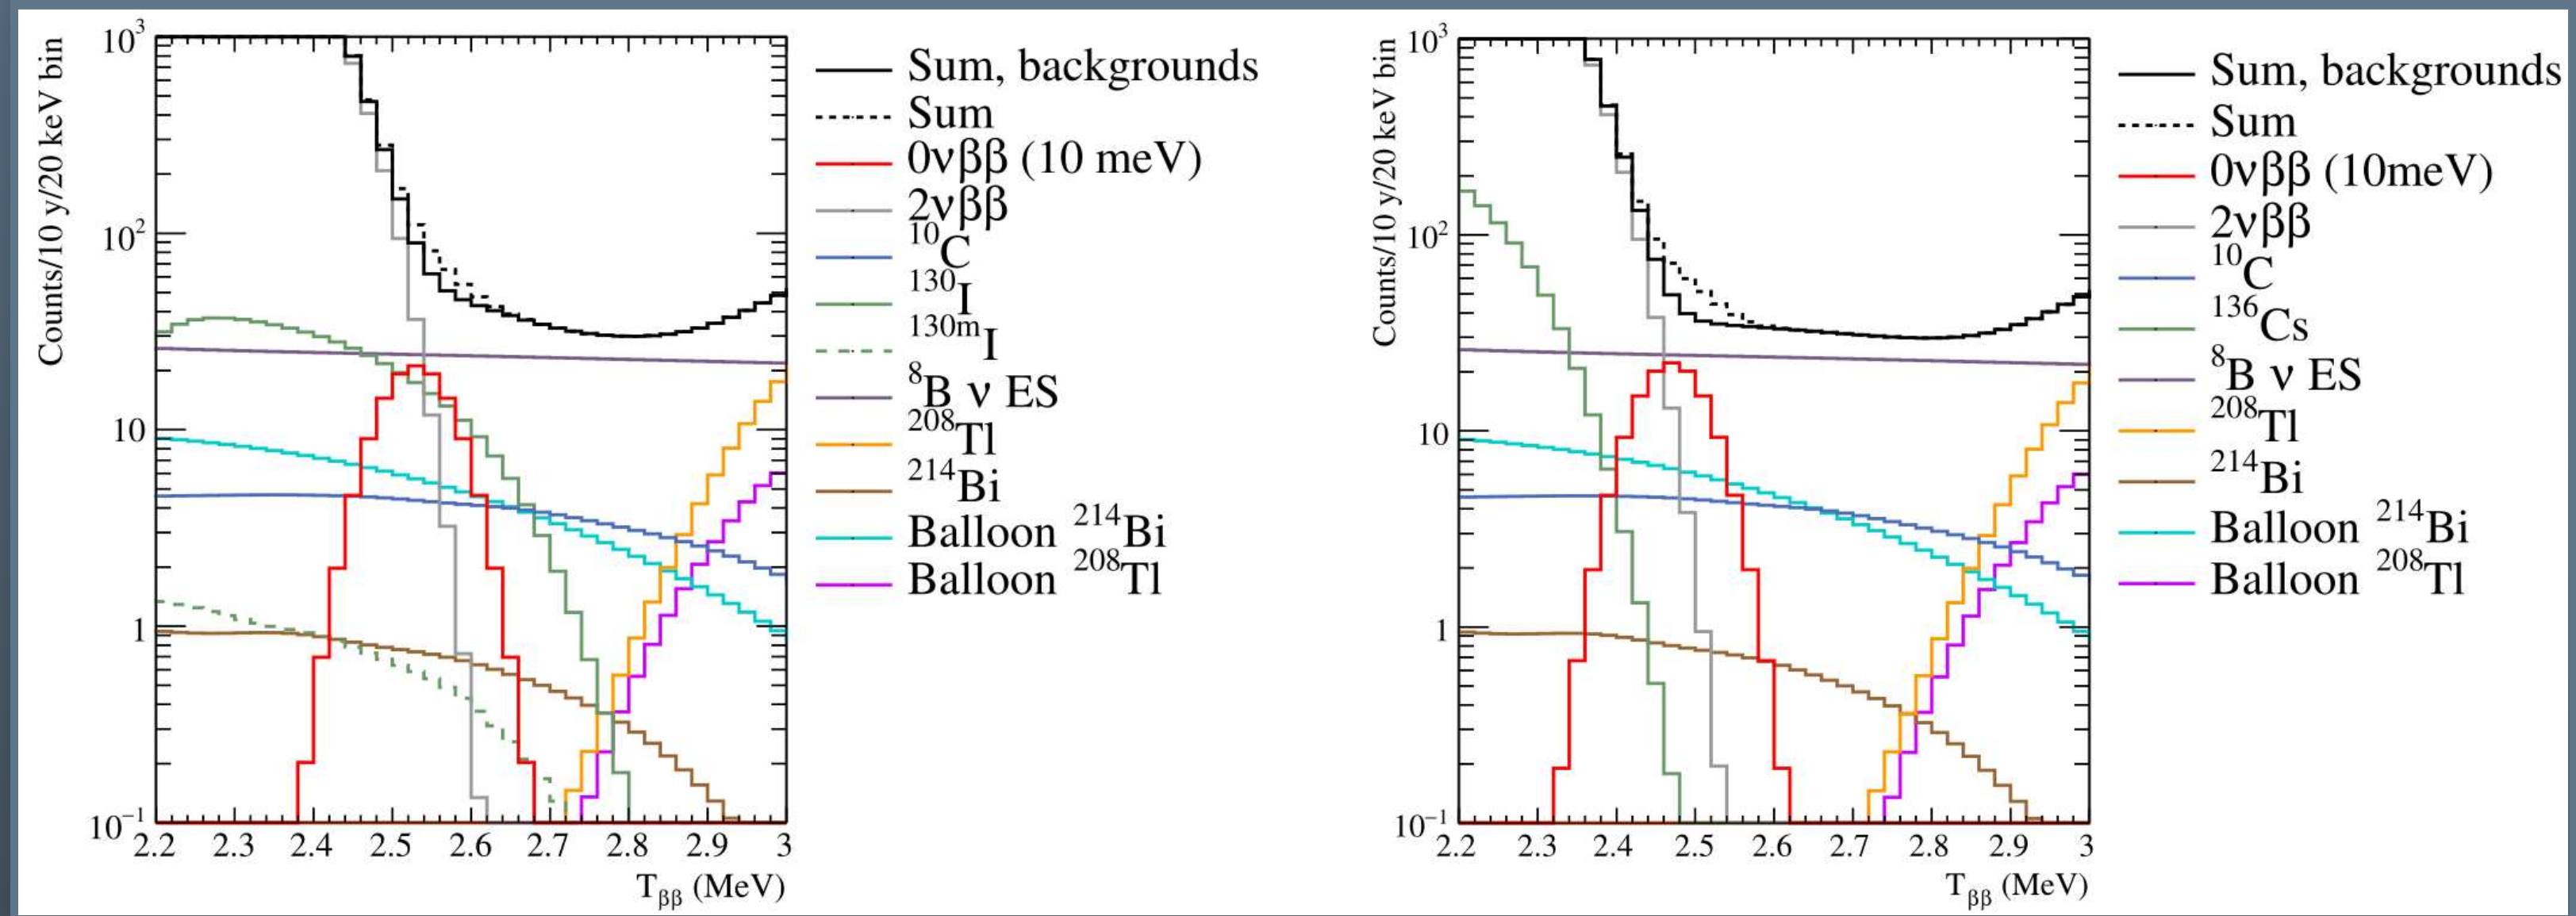 Counts/10 y/20 keV bin
10³
10²
10
1
10⁻¹
2.2 2.3 2.4 2.5 2.6 2.7 2.8 2.9 3
Tββ (MeV)
Sum, backgrounds
Sum
0νββ (10 meV)
2νββ
¹⁰C
¹³⁰I
¹³⁰ᵐI
⁸B ν ES
²⁰⁸Tl
²¹⁴Bi
Balloon ²¹⁴Bi
Balloon ²⁰⁸Tl
Counts/10 y/20 keV bin
10³
10²
10
1
10⁻¹
2.2 2.3 2.4 2.5 2.6 2.7 2.8 2.9 3
Tββ (MeV)
Sum, backgrounds
Sum
0νββ (10meV)
2νββ
¹⁰C
¹³⁶Cs
⁸B ν ES
²⁰⁸Tl
²¹⁴Bi
Balloon ²¹⁴Bi
Balloon ²⁰⁸Tl